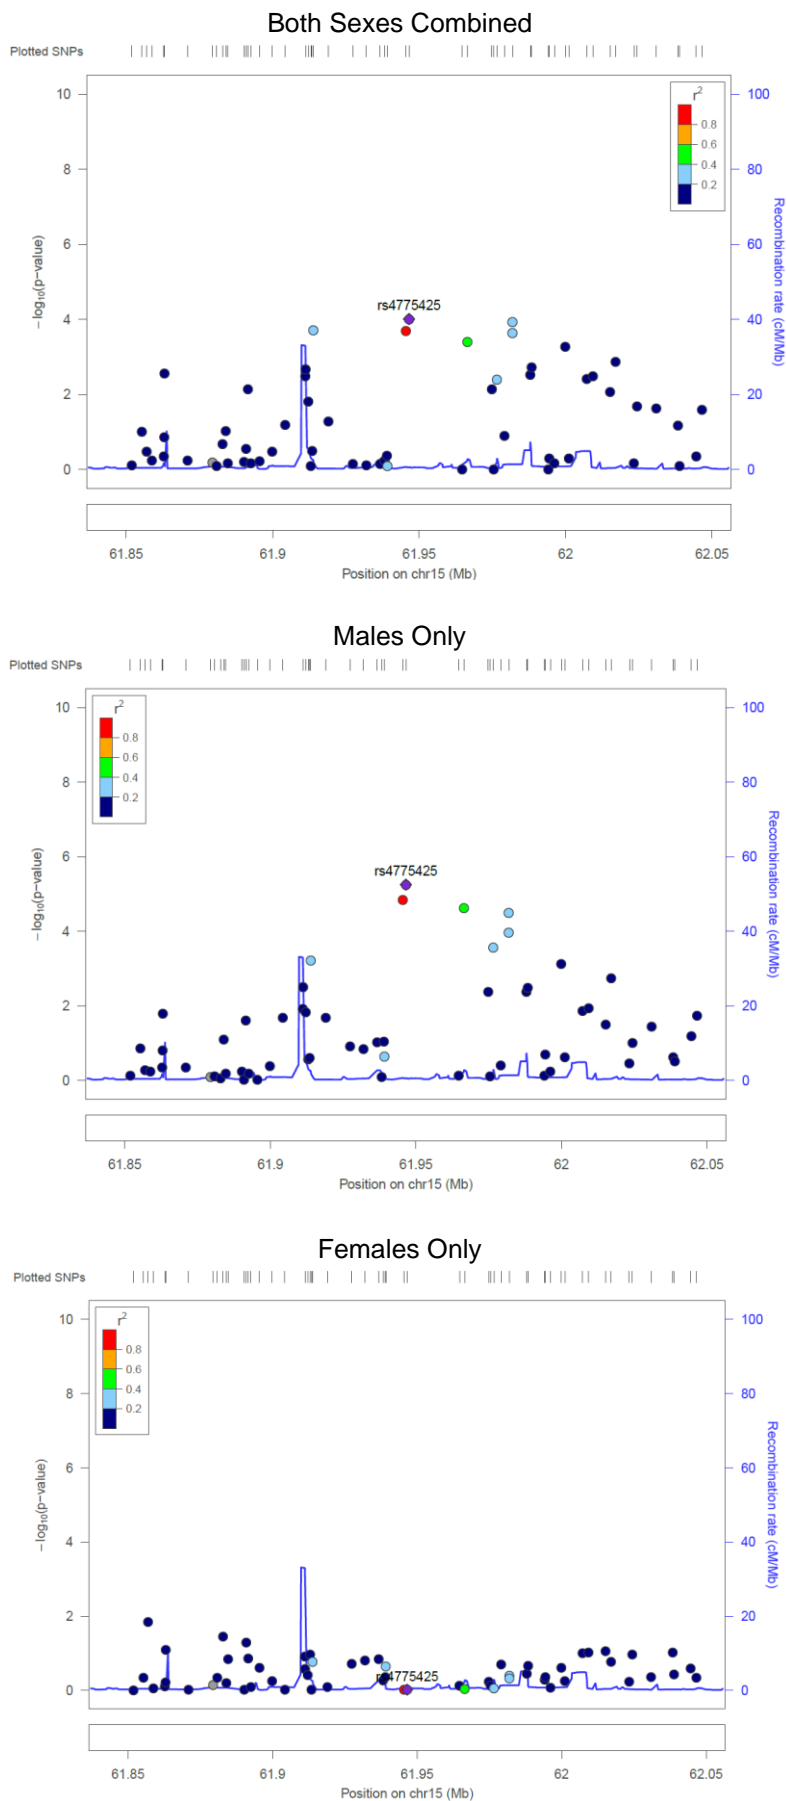 Both Sexes Combined
Plotted SNPs
r2
0.8
0.6
0.4
0.2
10
8
6
4
2
0
−log10(p−value)
100
80
60
40
20
0
Recombination rate (cM/Mb)
rs4775425
61.85 61.9 61.95 62 62.05
Position on chr15 (Mb)
Males Only
Plotted SNPs
r2
0.8
0.6
0.4
0.2
10
8
6
4
2
0
−log10(p−value)
100
80
60
40
20
0
Recombination rate (cM/Mb)
rs4775425
61.85 61.9 61.95 62 62.05
Position on chr15 (Mb)
Females Only
Plotted SNPs
r2
0.8
0.6
0.4
0.2
10
8
6
4
2
0
−log10(p−value)
100
80
60
40
20
0
Recombination rate (cM/Mb)
rs4775425
61.85 61.9 61.95 62 62.05
Position on chr15 (Mb)